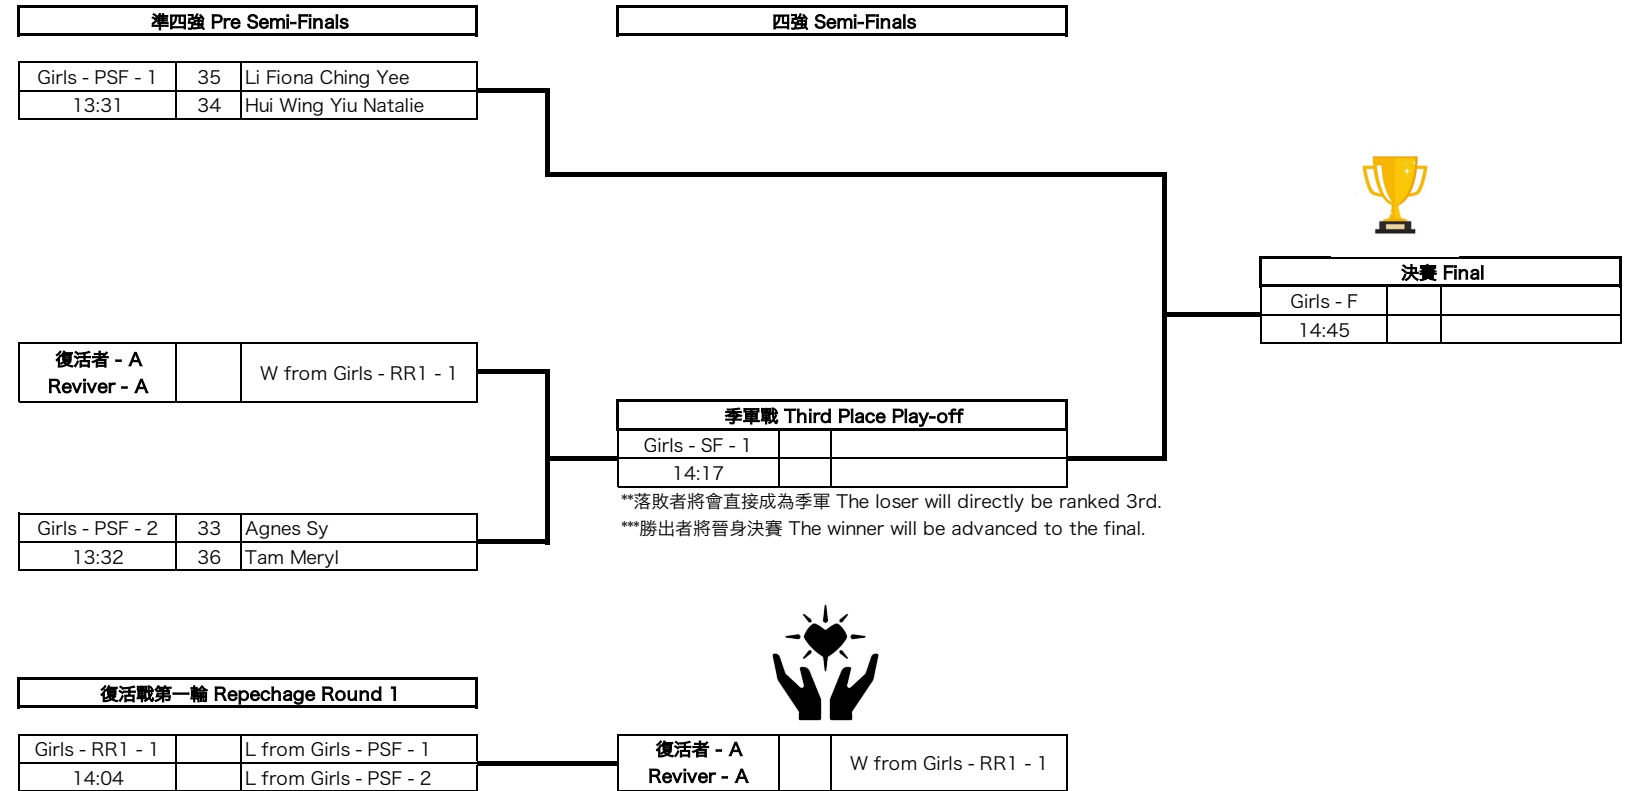 準四強 Pre Semi-Finals
四強 Semi-Finals
Girls - PSF - 1 35 Li Fiona Ching Yee
13:31 34 Hui Wing Yiu Natalie
決賽 Final
Girls - F
14:45
復活者 - A
Reviver - A
W from Girls - RR1 - 1
季軍戰 Third Place Play-off
Girls - SF - 1
14:17
**落敗者將會直接成為季軍 The loser will directly be ranked 3rd.
***勝出者將晉身決賽 The winner will be advanced to the final.
Girls - PSF - 2 33 Agnes Sy
13:32 36 Tam Meryl
復活戰第一輪 Repechage Round 1
Girls - RR1 - 1 L from Girls - PSF - 1
14:04 L from Girls - PSF - 2
復活者 - A
Reviver - A
W from Girls - RR1 - 1